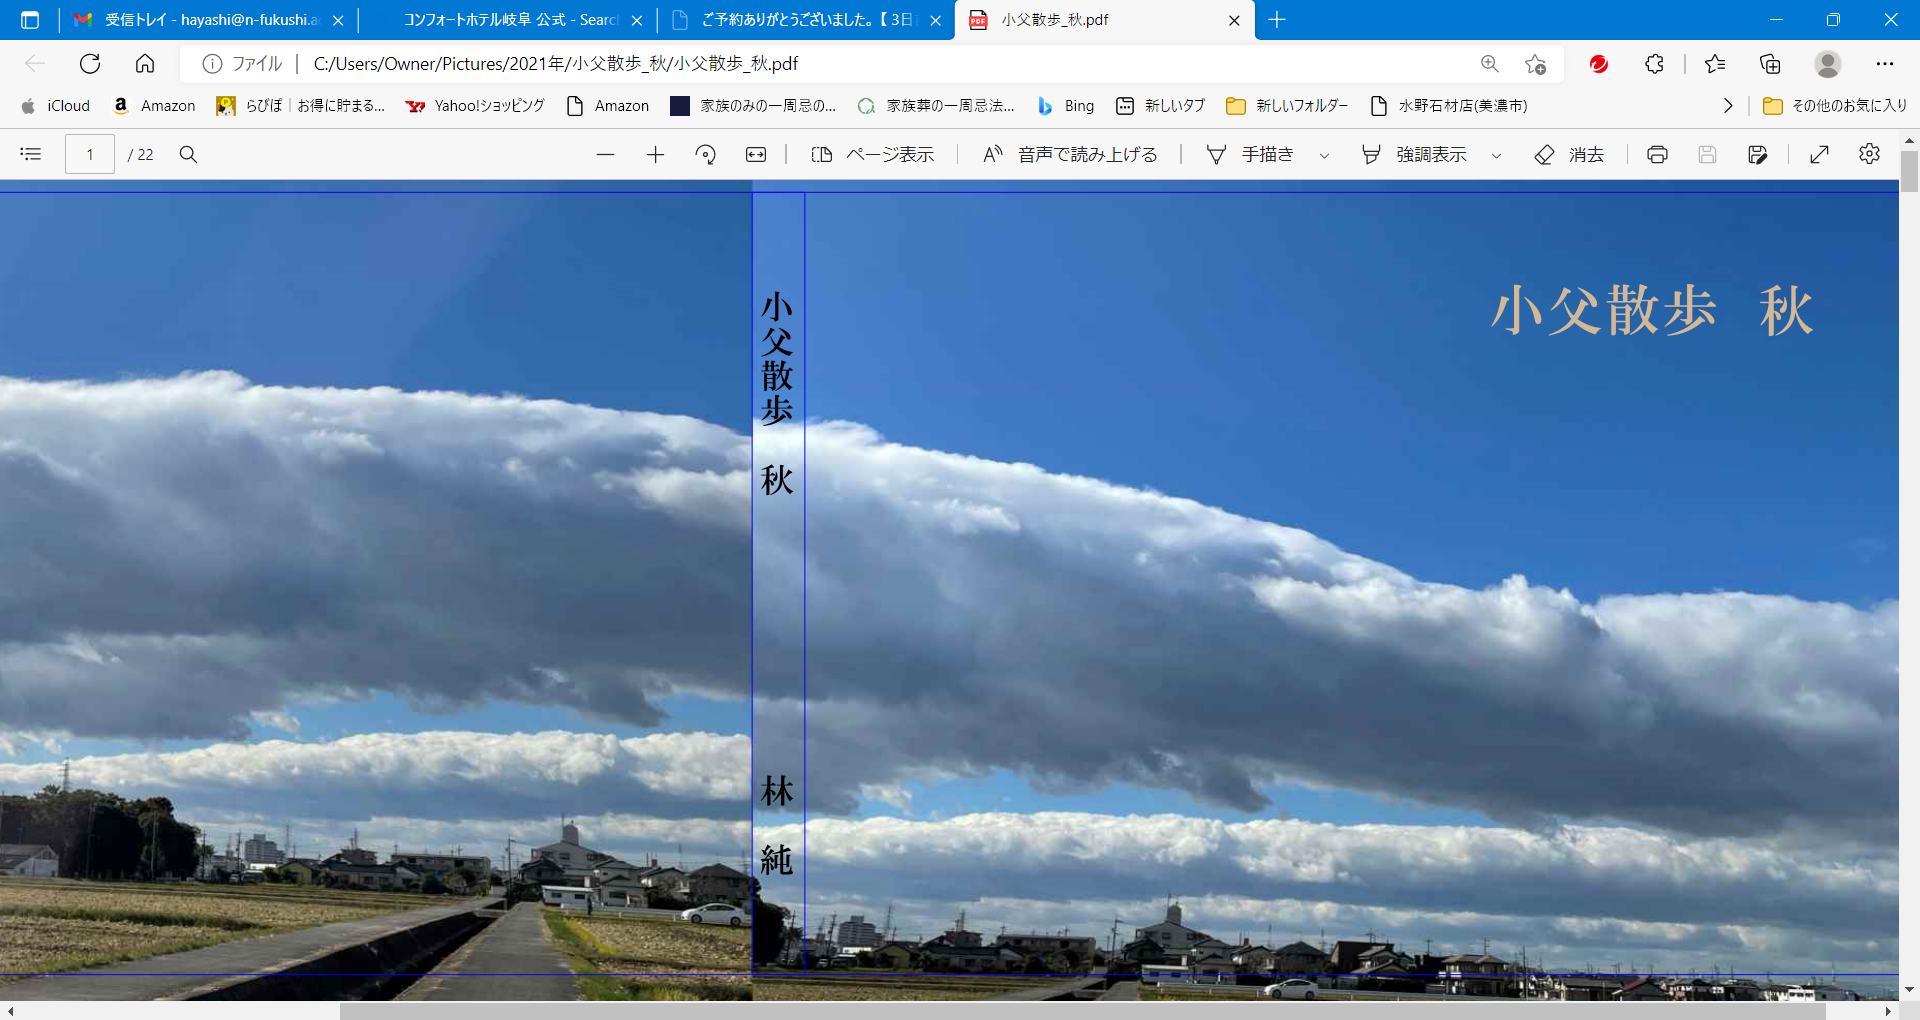 受信トレイ - hayashi@n-fukushi.a
コンフォートホテル岐阜 公式 - Searc
ご予約ありがとうございました。【 3日
小父散歩_秋.pdf
ファイル
C:/Users/Owner/Pictures/2021年/小父散歩_秋/小父散歩_秋.pdf
iCloud
Amazon
らびぽ | お得に貯まる...
Yahoo!ショッピング
Amazon
家族のみの一周忌の...
家族葬の一周忌法...
Bing
新しいタブ
新しいフォルダー
水野石材店(美濃市)
その他のお気に入り
1
/ 22
ページ表示
音声で読み上げる
手描き
強調表示
消去
小父散歩 秋
林 純
小父散歩 秋